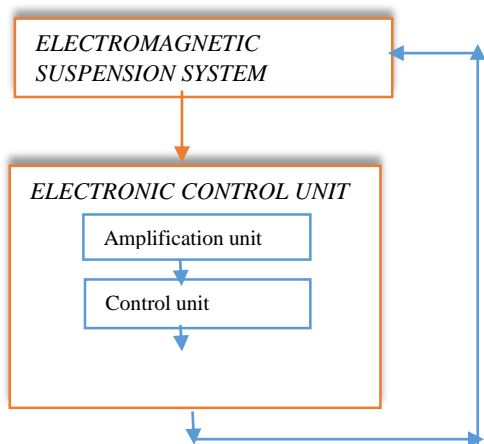 ELECTROMAGNETIC
SUSPENSION SYSTEM
ELECTRONIC CONTROL UNIT
Amplification unit
Control unit